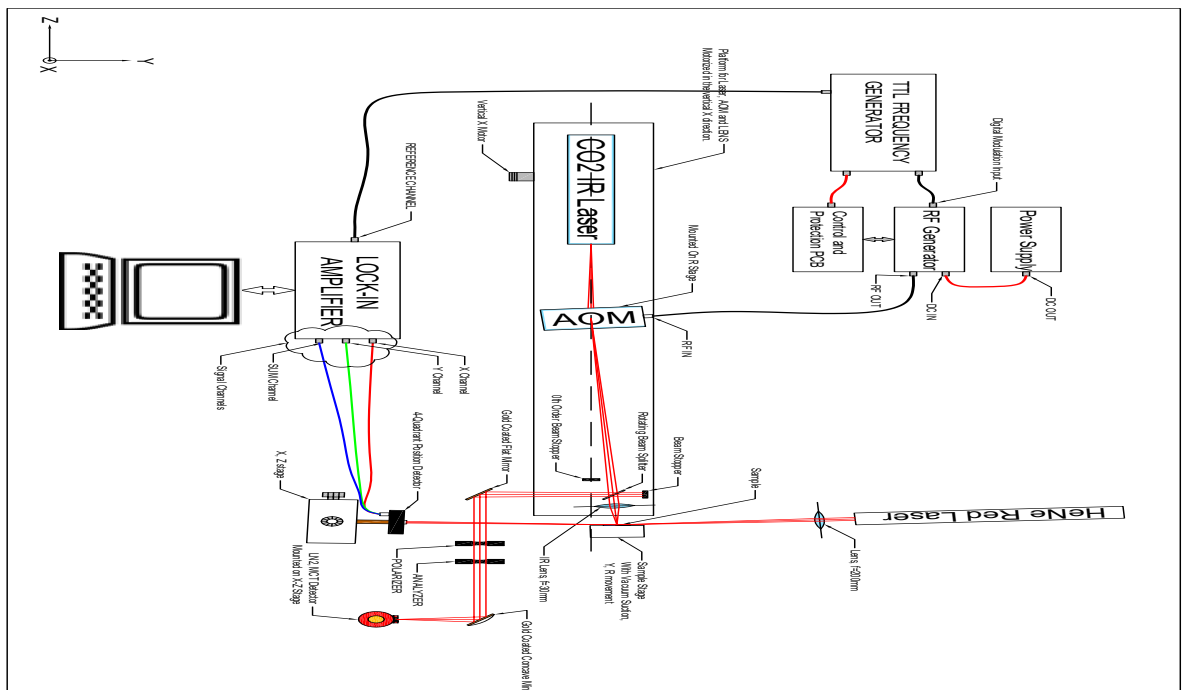 Z
X
Y
Platform for Laser, AOM and LENS
Motorized in the vertical X direction.
Vertical X Motor
CO2 IR Laser
TTL FREQUENCY
GENERATOR
Digital Modulation Input
Power Supply
RF Generator
Control and
Protection PCB
DC OUT
DC IN
RF OUT
REFERENCE CHANNEL
LOCK-IN
AMPLIFIER
Mounted On R Stage
AOM
RF IN
X Channel
Y Channel
SUM Channel
Signal Channels
4-Quadrant Position Detector
X, Z stage
Gold Coated Flat Mirror
0th Order Beam Stopper
Rotating Beam Splitter
Beam Stopper
Sample
HeNe Red Laser
Lens f=200mm
Sample Stage
With Vacuum Suction,
Y, R movement
IR Lens f=30mm
ANALYZER
POLARIZER
LN2 MCT Detector
Mounted on X-Z Stage
Gold Coated Concave Mirr